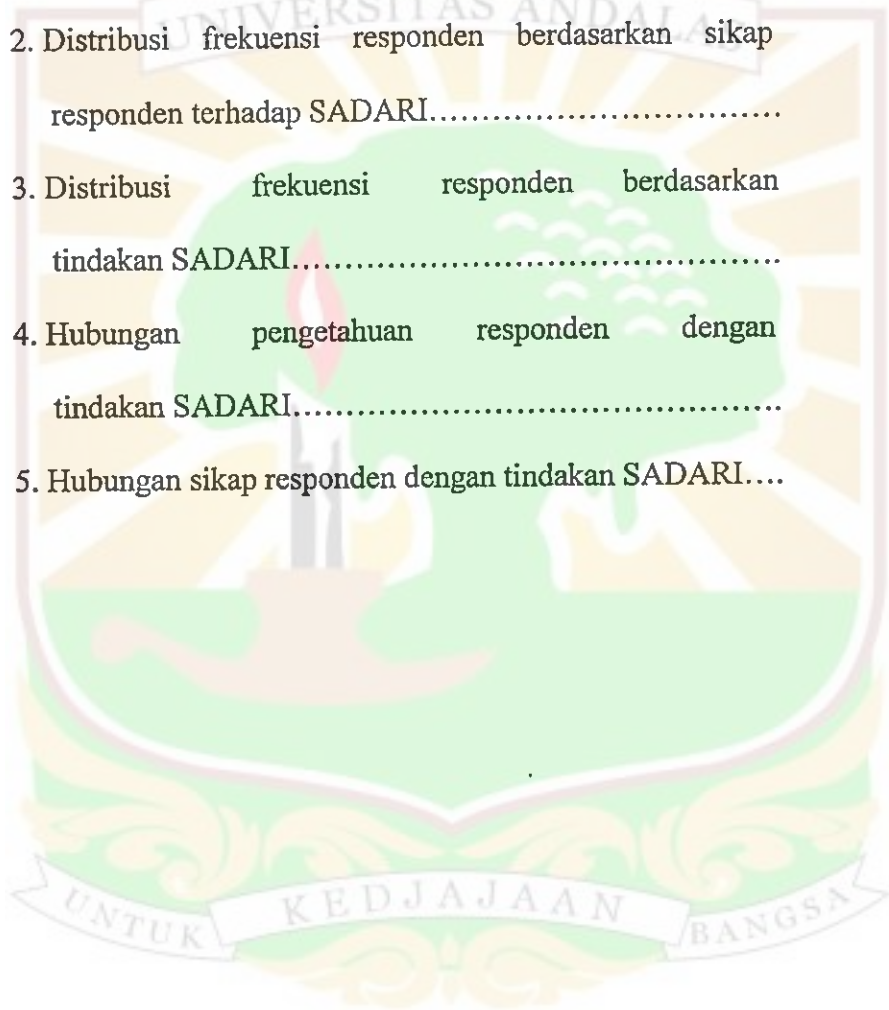 UNIVERSITAS ANDALAS
2. Distribusi frekuensi responden berdasarkan sikap
responden terhadap SADARI.................................
3. Distribusi frekuensi responden berdasarkan
tindakan SADARI..............................................
4. Hubungan pengetahuan responden dengan
tindakan SADARI..............................................
5. Hubungan sikap responden dengan tindakan SADARI....
UNTUK KEDJAJAAN BANGSA